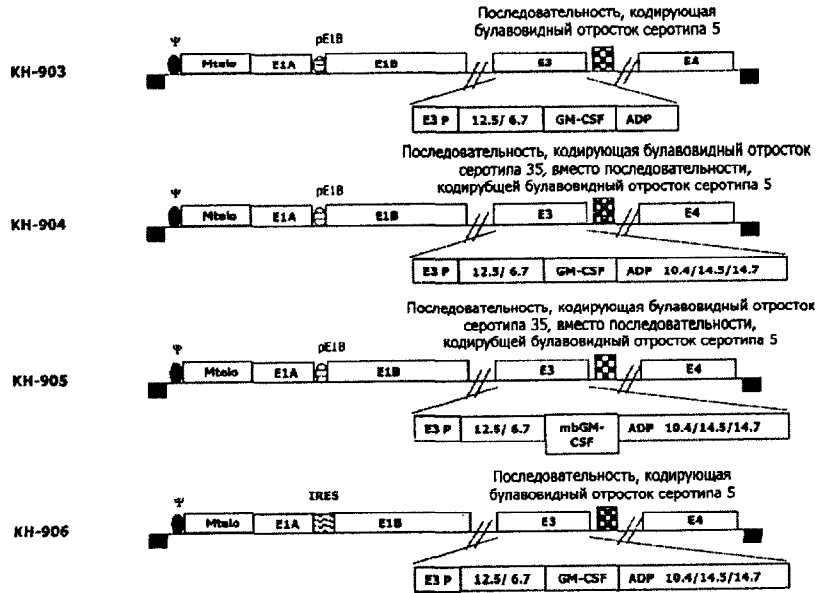 Последовательность, кодирующая
булавовидный отросток серотипа 5
Ψ pE1B
КН-903 Mtelo E1A E1B E3 E4
E3 P 12.5/ 6.7 GM-CSF ADP
Последовательность, кодирующая булавовидный отросток
серотипа 35, вместо последовательности,
кодирубщей булавовидный отросток серотипа 5
Ψ pE1B
КН-904 Mtelo E1A E1B E3 E4
E3 P 12.5/ 6.7 GM-CSF ADP 10.4/14.5/14.7
Последовательность, кодирующая булавовидный отросток
серотипа 35, вместо последовательности,
кодирубщей булавовидный отросток серотипа 5
Ψ pE1B
КН-905 Mtelo E1A E1B E3 E4
E3 P 12.5/ 6.7 mbGM-
CSF ADP 10.4/14.5/14.7
Последовательность, кодирующая
булавовидный отросток серотипа 5
Ψ IRES
КН-906 Mtelo E1A E1B E3 E4
E3 P 12.5/ 6.7 GM-CSF ADP 10.4/14.5/14.7